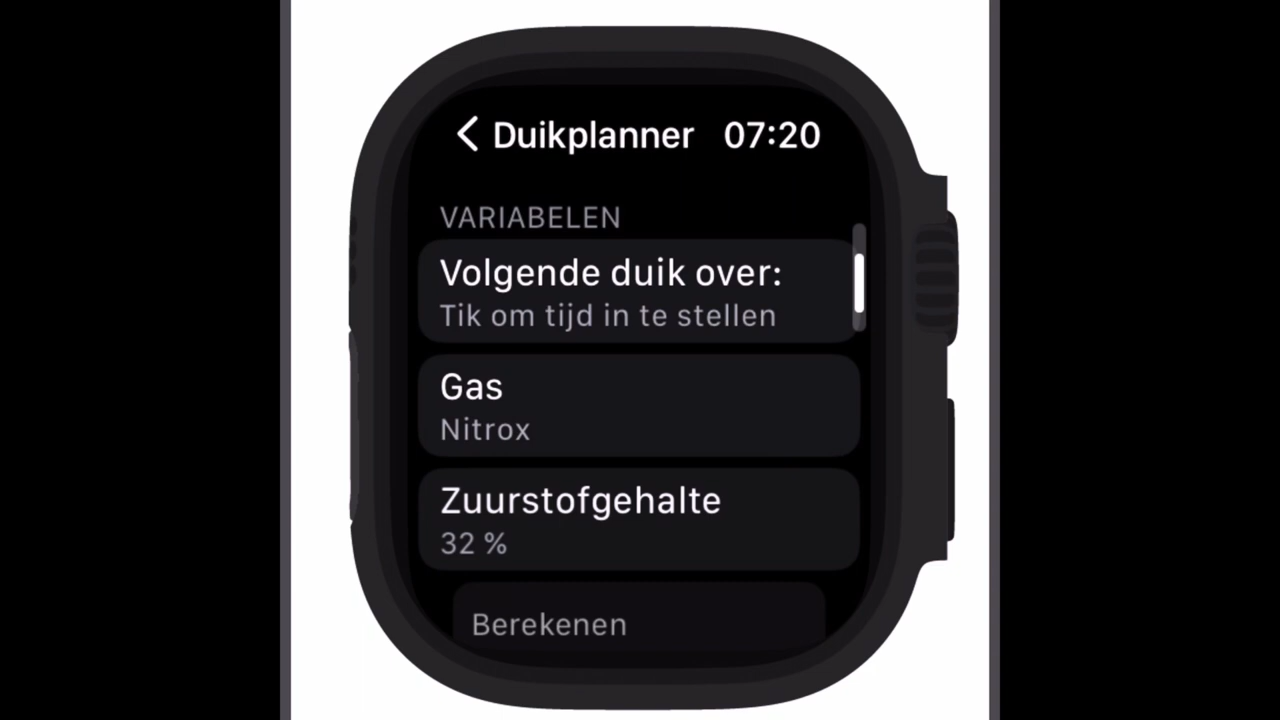 Duikplanner 07:20
VARIABELEN
Volgende duik over:
Tik om tijd in te stellen
Gas
Nitrox
Zuurstofgehalte
32 %
Berekenen